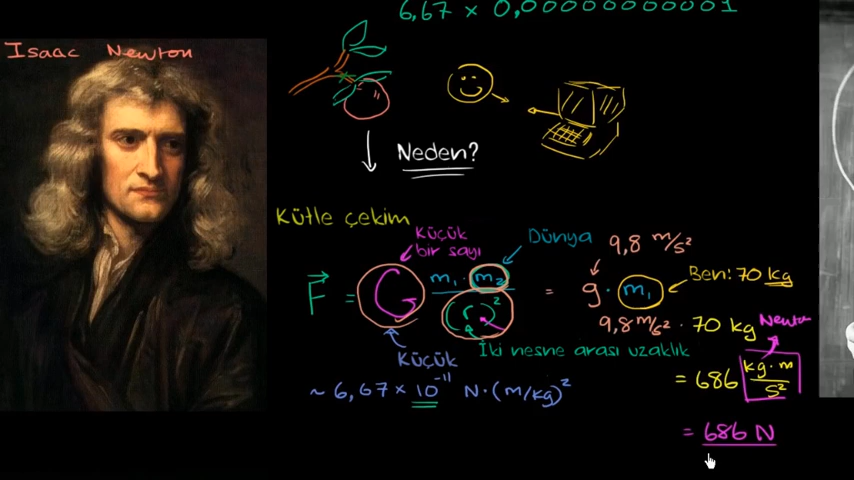 6,67 x 0,00000000001
Isaac Newton
Neden?
Kütle çekim
Küçük
bir sayı
Dünya
9,8 m/s²
F = G m₁ · m₂ / (r)² = g · m₁
Ben: 70 kg
9,8 m/s² · 70 kg
Newton
İki nesne arası uzaklık
Küçük
= 686 kg · m / s²
~ 6,67 x 10⁻¹¹ N · (m/kg)²
= 686 N